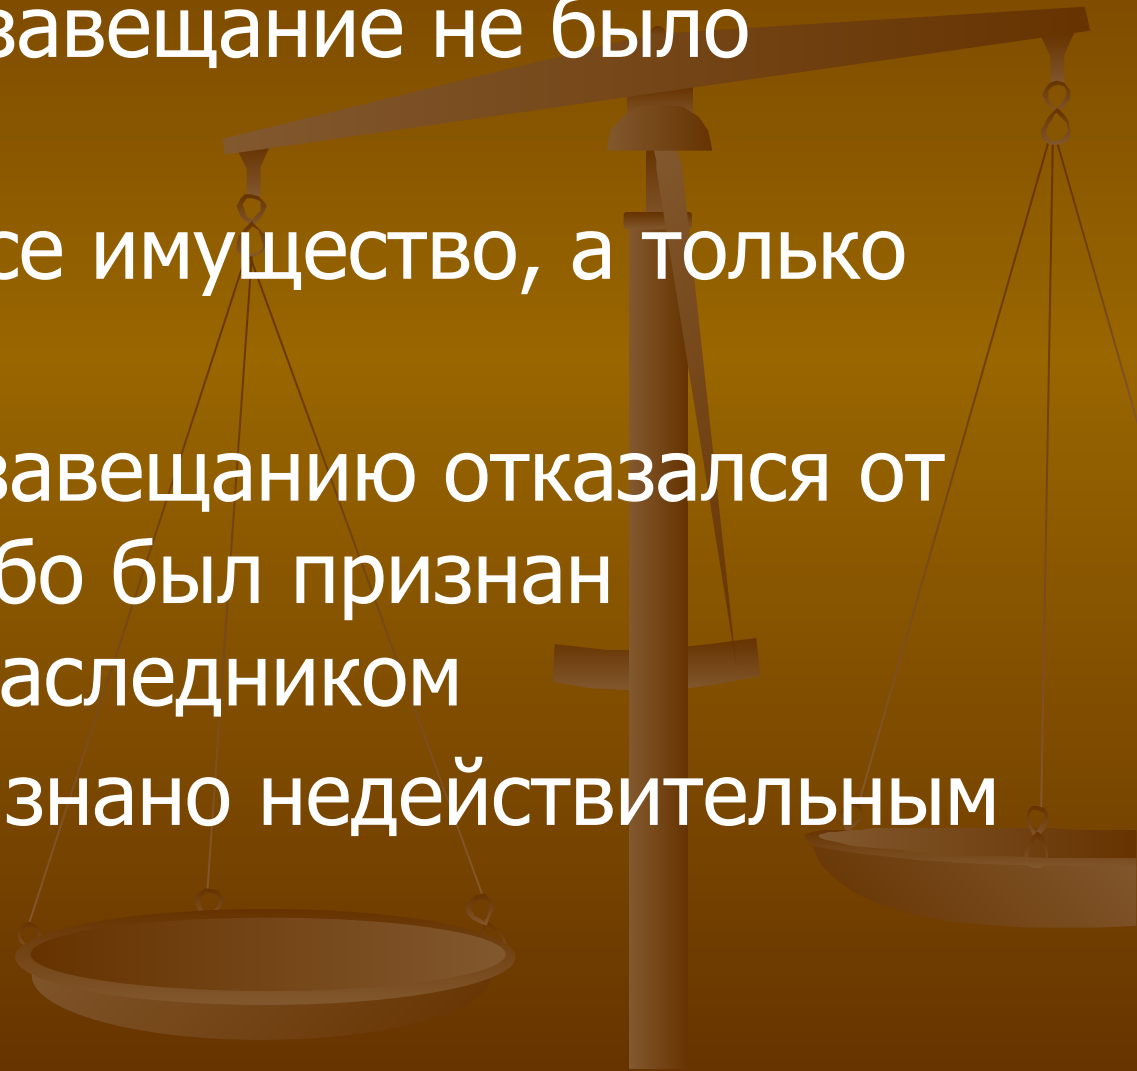 завещание не было
се имущество, а только
завещанию отказался от
бо был признан
аследником
знано недействительным